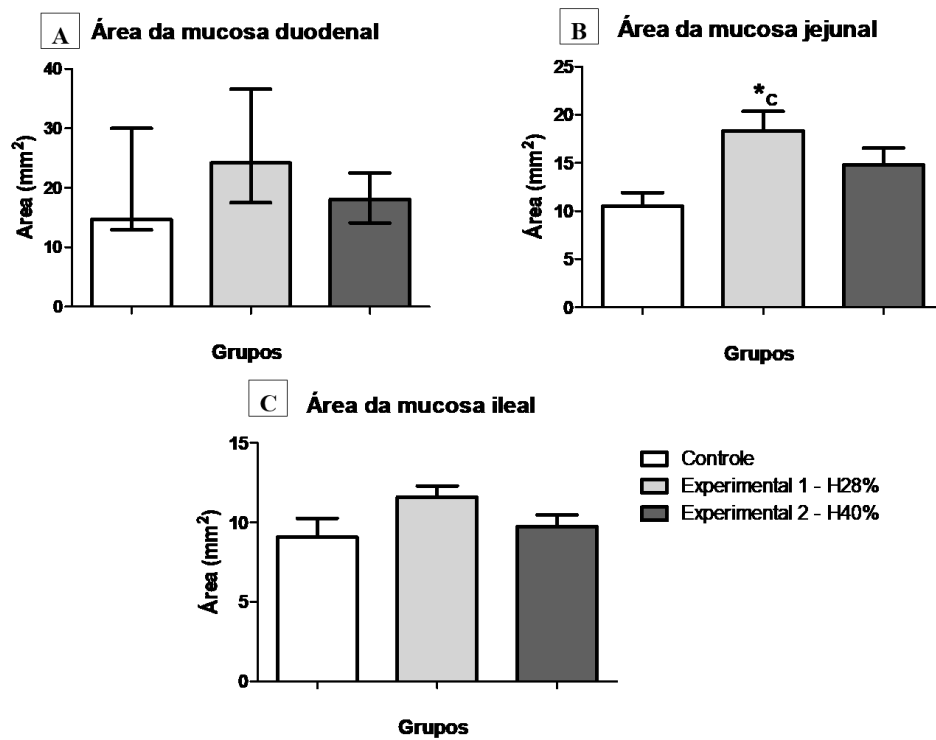 A Área da mucosa duodenal
40
30
20
10
0
Área (mm2)
Grupos
B Área da mucosa jejunal
*c
25
20
15
10
5
0
Área (mm2)
Grupos
C Área da mucosa ileal
15
10
5
0
Área (mm2)
Grupos
Controle
Experimental 1 - H28%
Experimental 2 - H40%